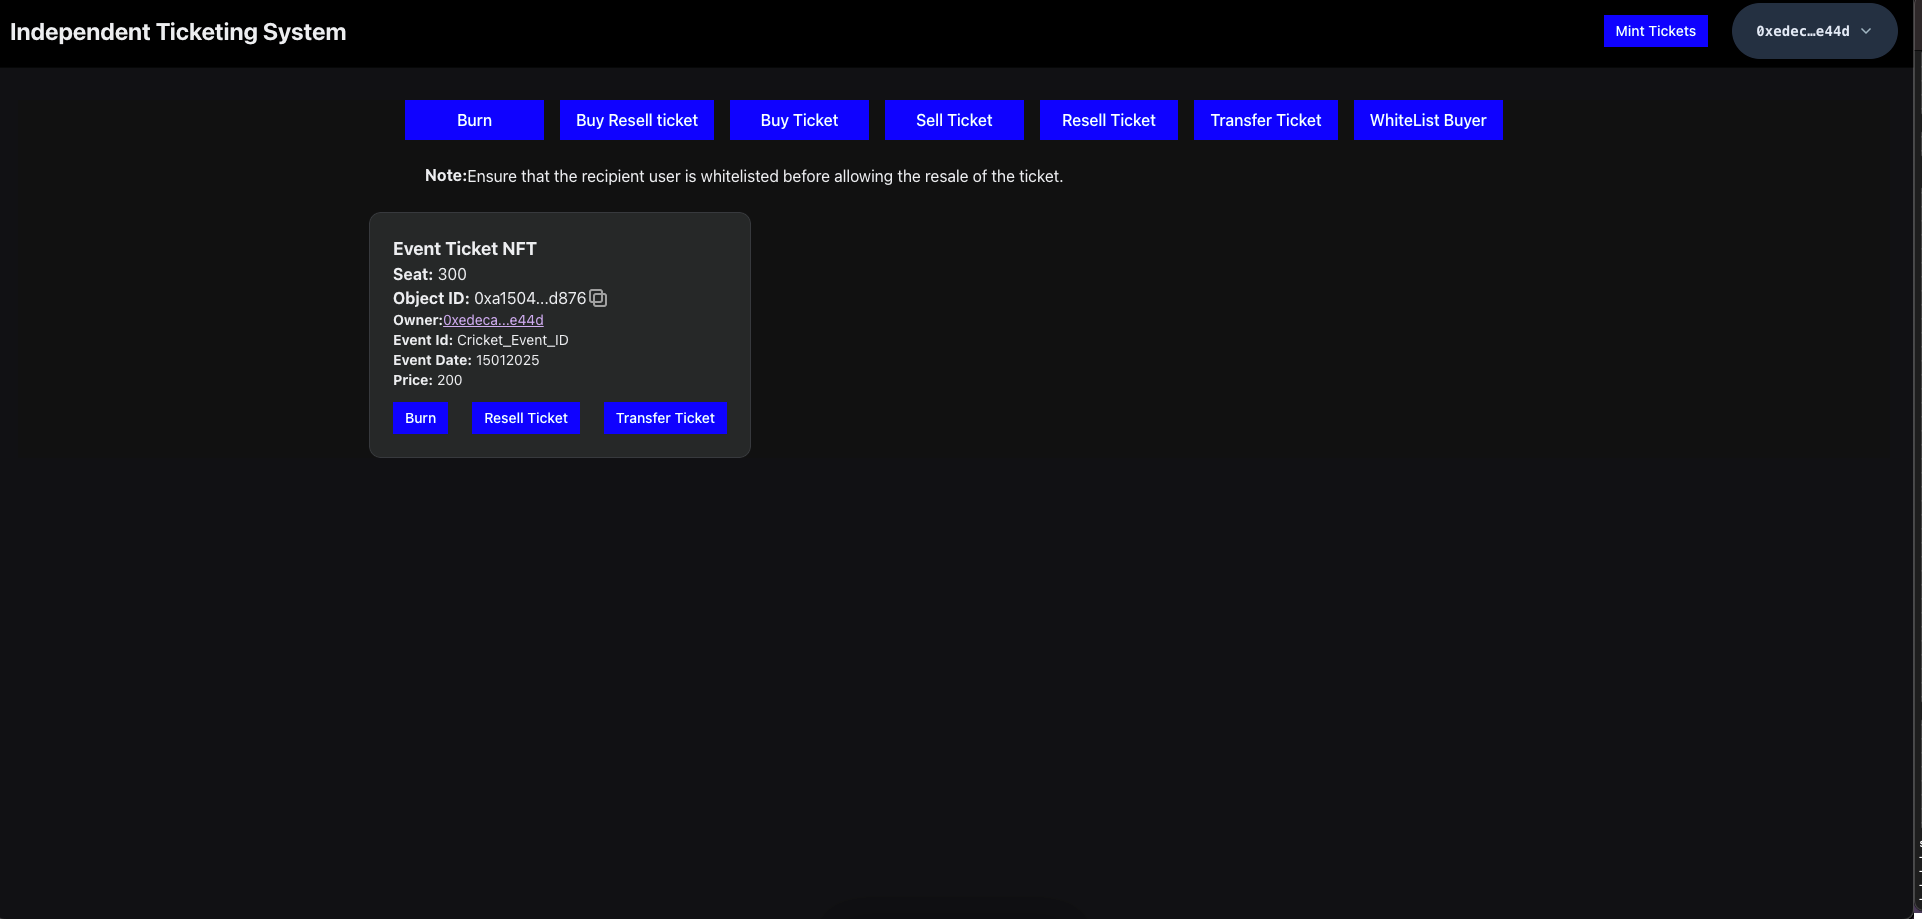 Independent Ticketing System
Mint Tickets
0xedec…e44d
Burn
Buy Resell ticket
Buy Ticket
Sell Ticket
Resell Ticket
Transfer Ticket
WhiteList Buyer
Note:Ensure that the recipient user is whitelisted before allowing the resale of the ticket.
Event Ticket NFT
Seat: 300
Object ID: 0xa1504...d876
Owner:0xedeca...e44d
Event Id: Cricket_Event_ID
Event Date: 15012025
Price: 200
Burn
Resell Ticket
Transfer Ticket